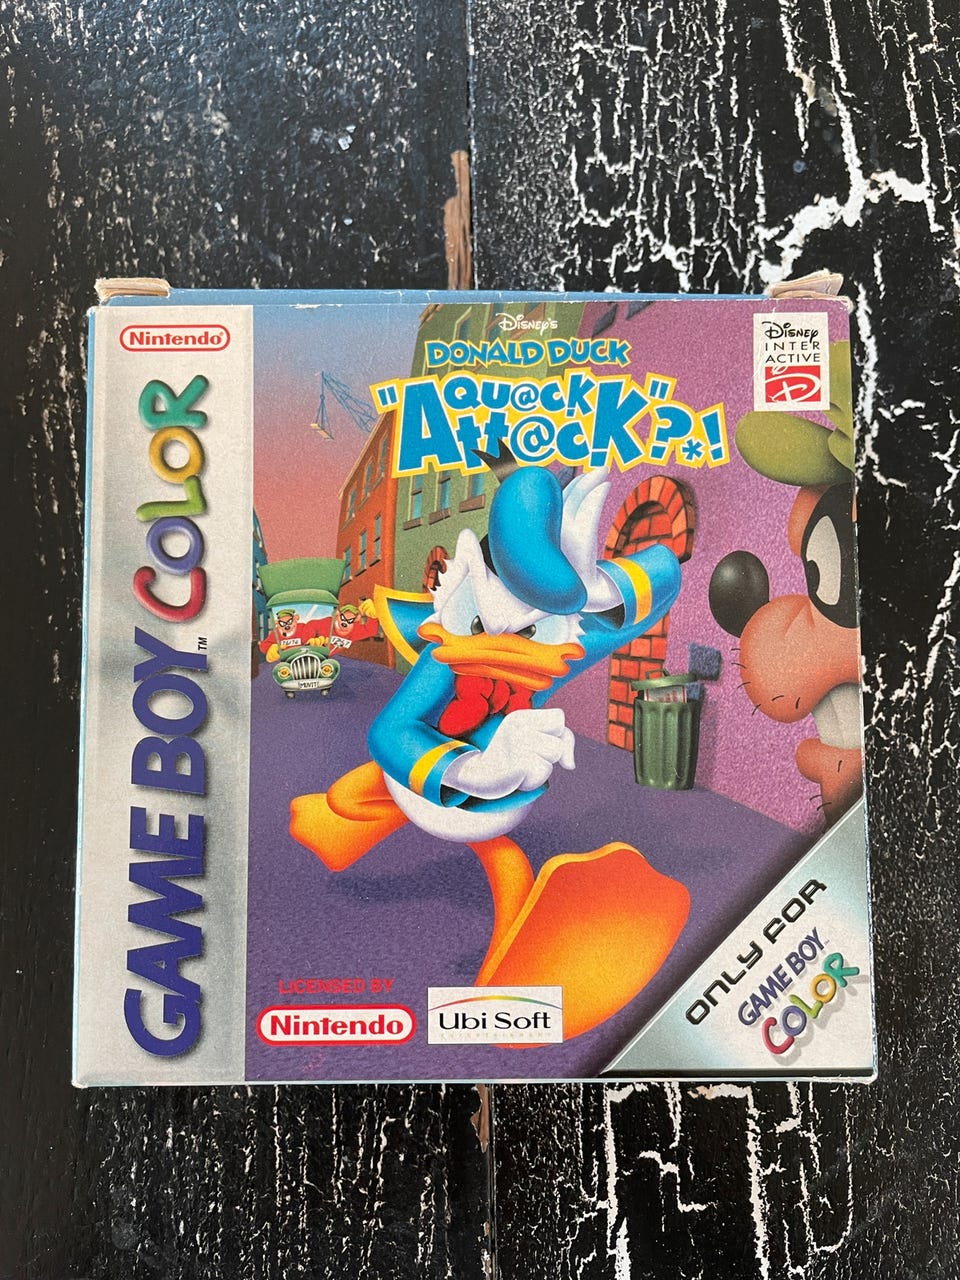 Nintendo®
GAME BOY COLOR™
Disney's
DONALD DUCK
"QU@CK
Att@cK"?*!
Disney
INTER
ACTIVE
LICENSED BY
Nintendo
Ubi Soft
ENTERTAINMENT
ONLY FOR
GAME BOY
COLOR